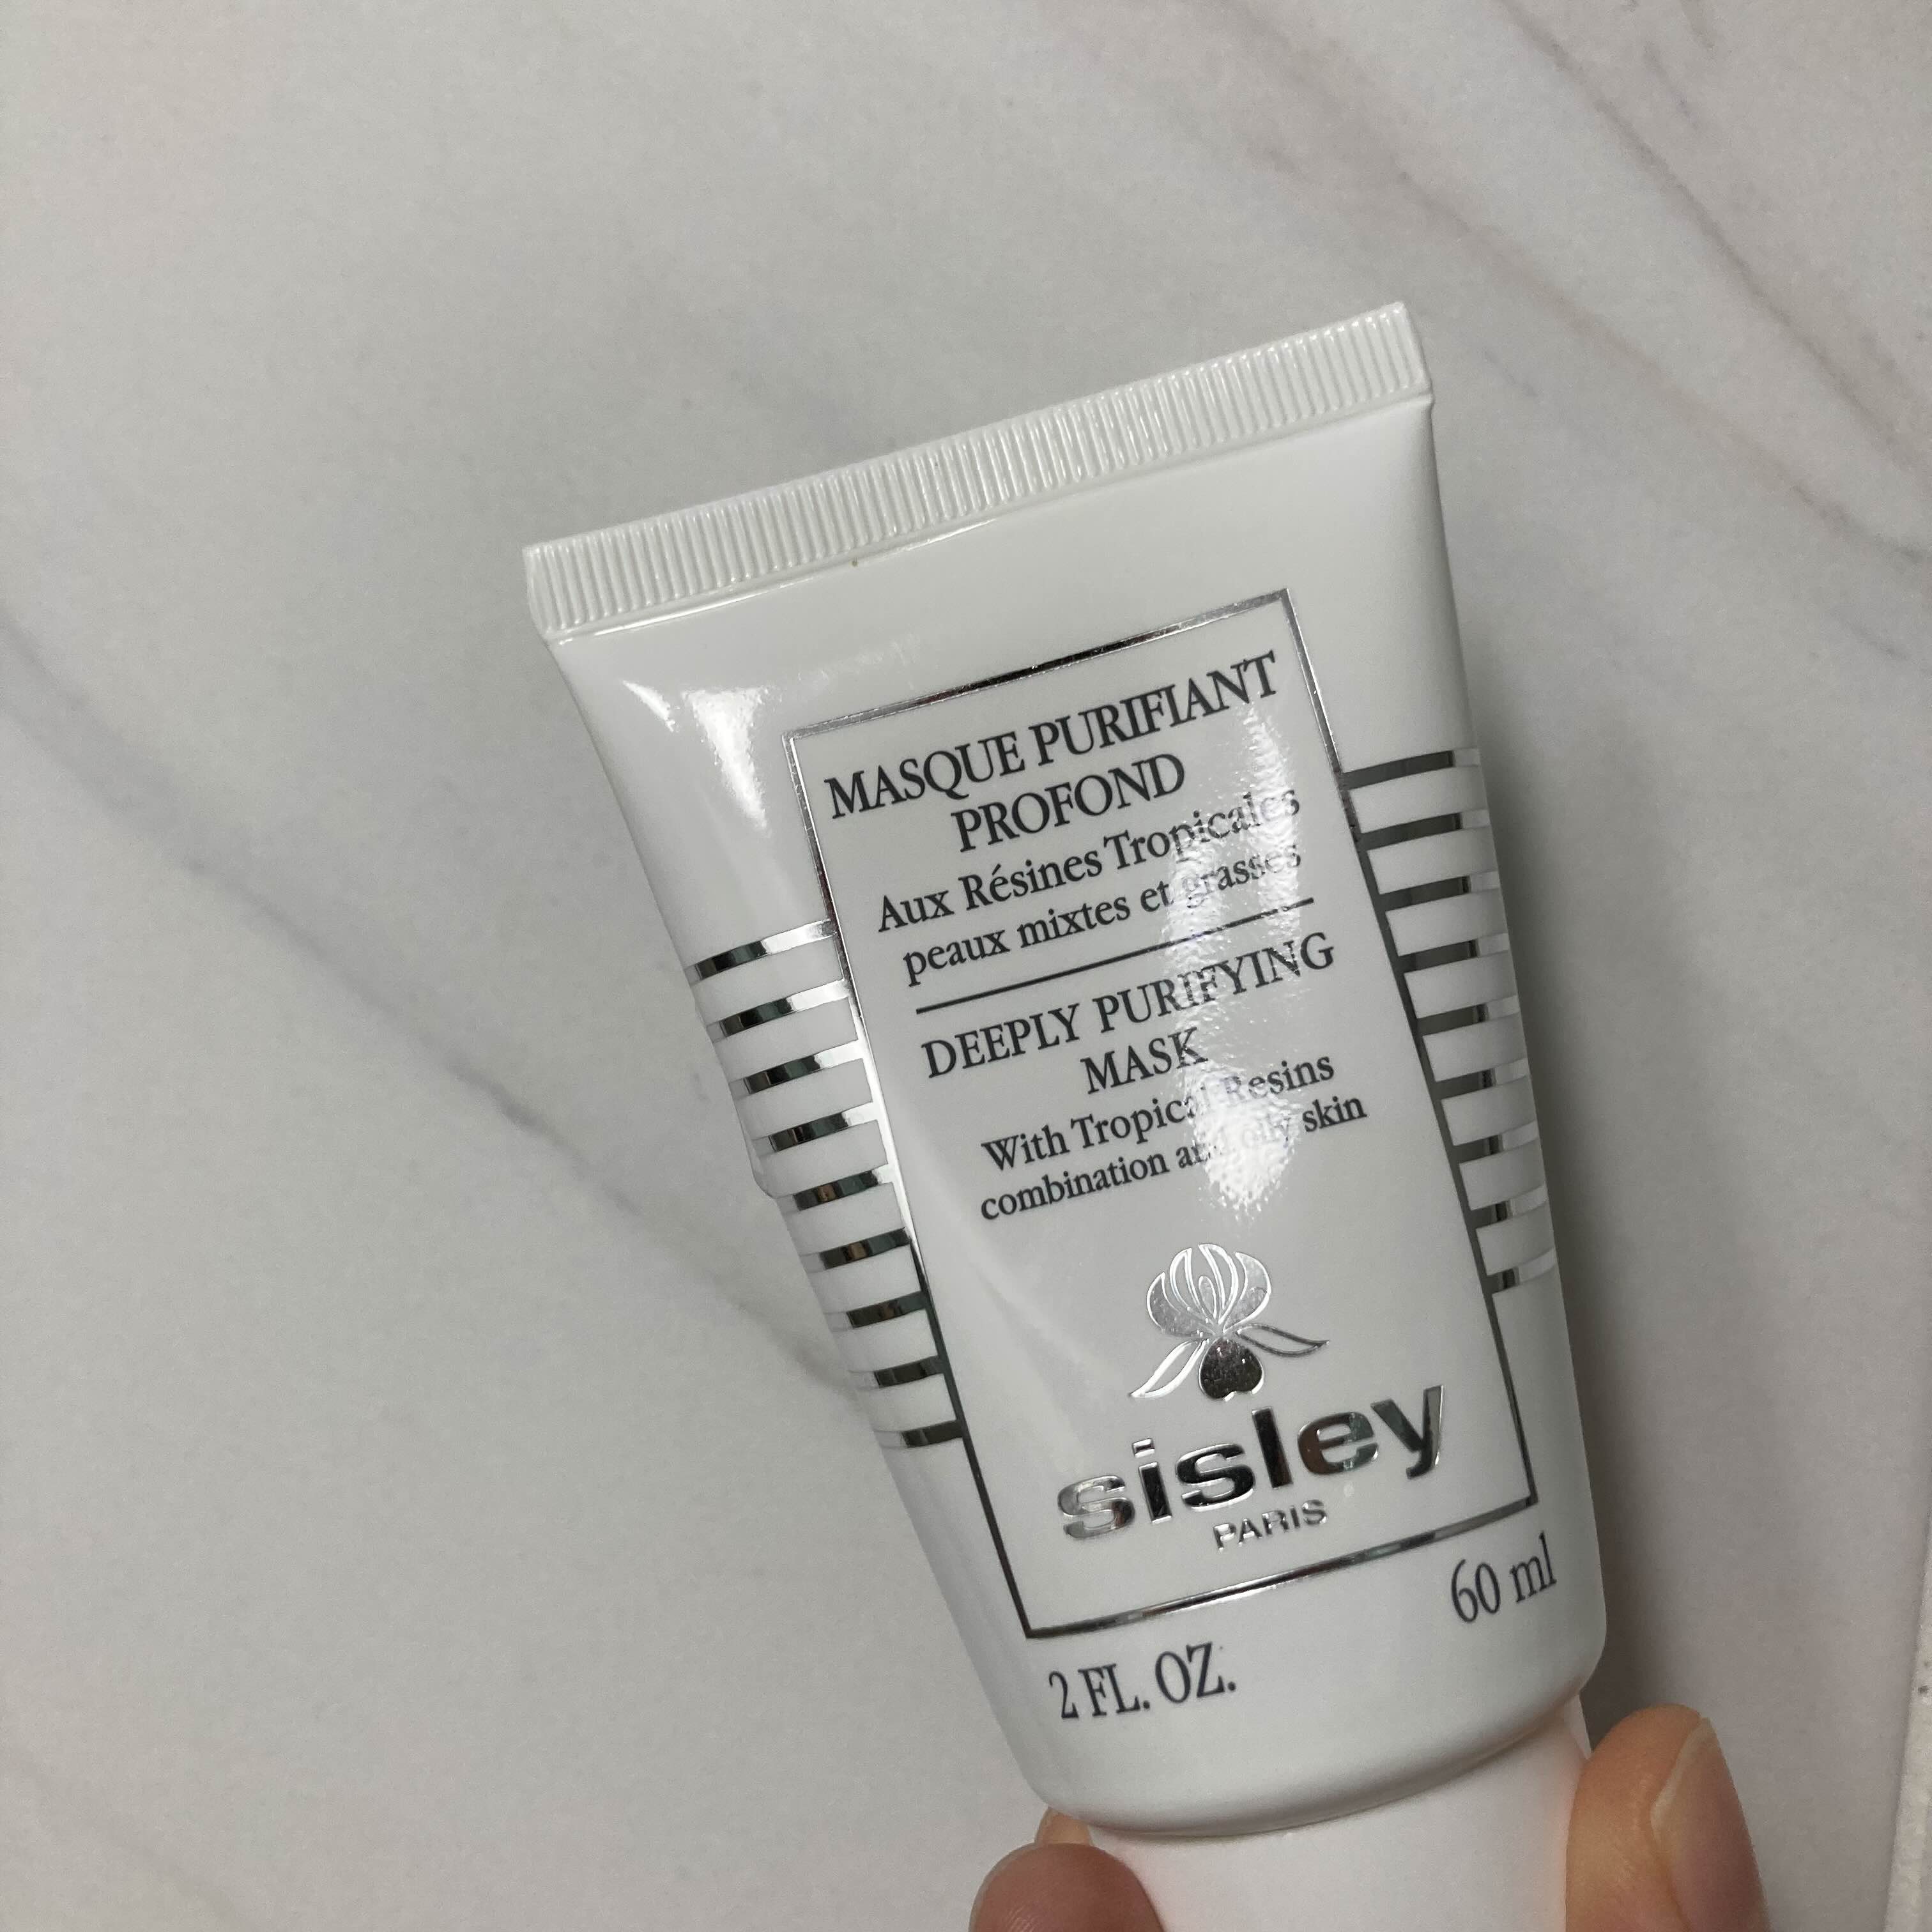 MASQUE PURIFIANT
PROFOND
Aux Résines Tropicales
peaux mixtes et grasses
DEEPLY PURIFYING
MASK
With Tropical Resins
combination and oily skin
sisley
PARIS
2 FL. OZ.
60 ml